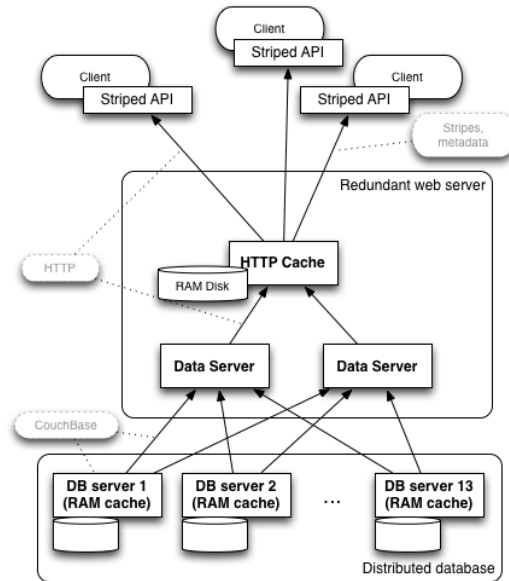 Client
Striped API
Client
Striped API
Client
Striped API
Stripes,
metadata
Redundant web server
HTTP
HTTP Cache
RAM Disk
Data Server
Data Server
CouchBase
DB server 1
(RAM cache)
DB server 2
(RAM cache)
...
DB server 13
(RAM cache)
Distributed database